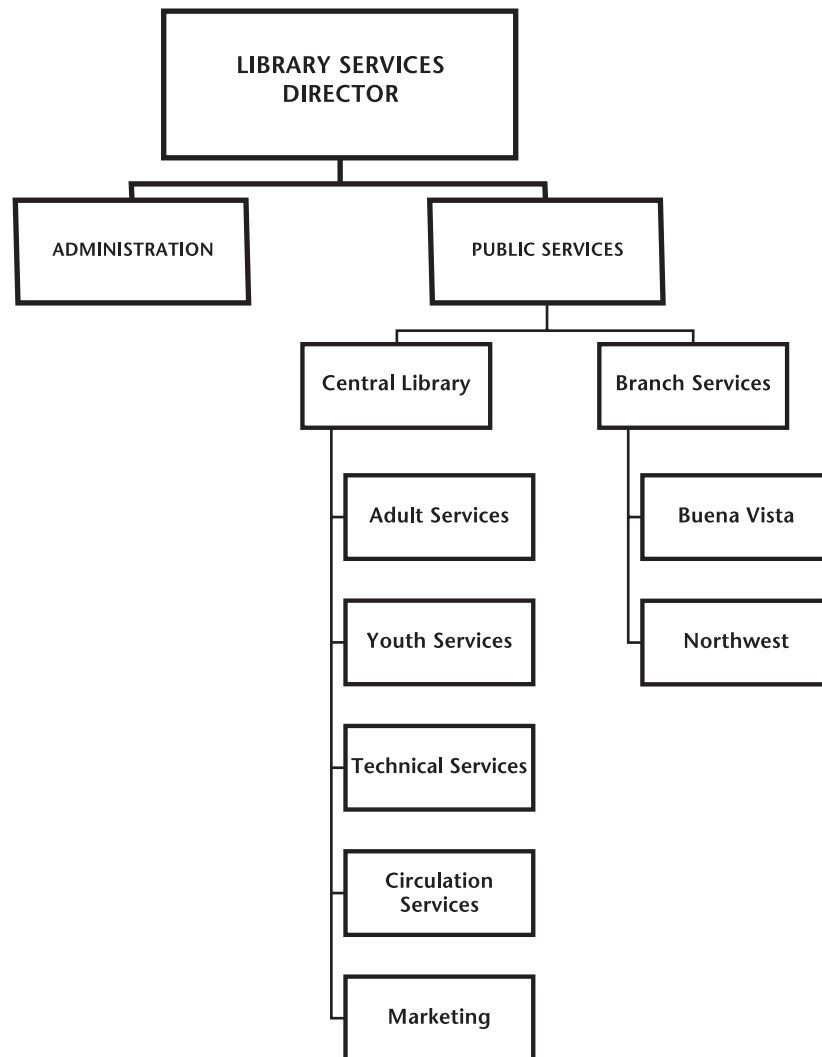 LIBRARY SERVICES
DIRECTOR
ADMINISTRATION
PUBLIC SERVICES
Central Library
Branch Services
Adult Services
Buena Vista
Youth Services
Northwest
Technical Services
Circulation
Services
Marketing